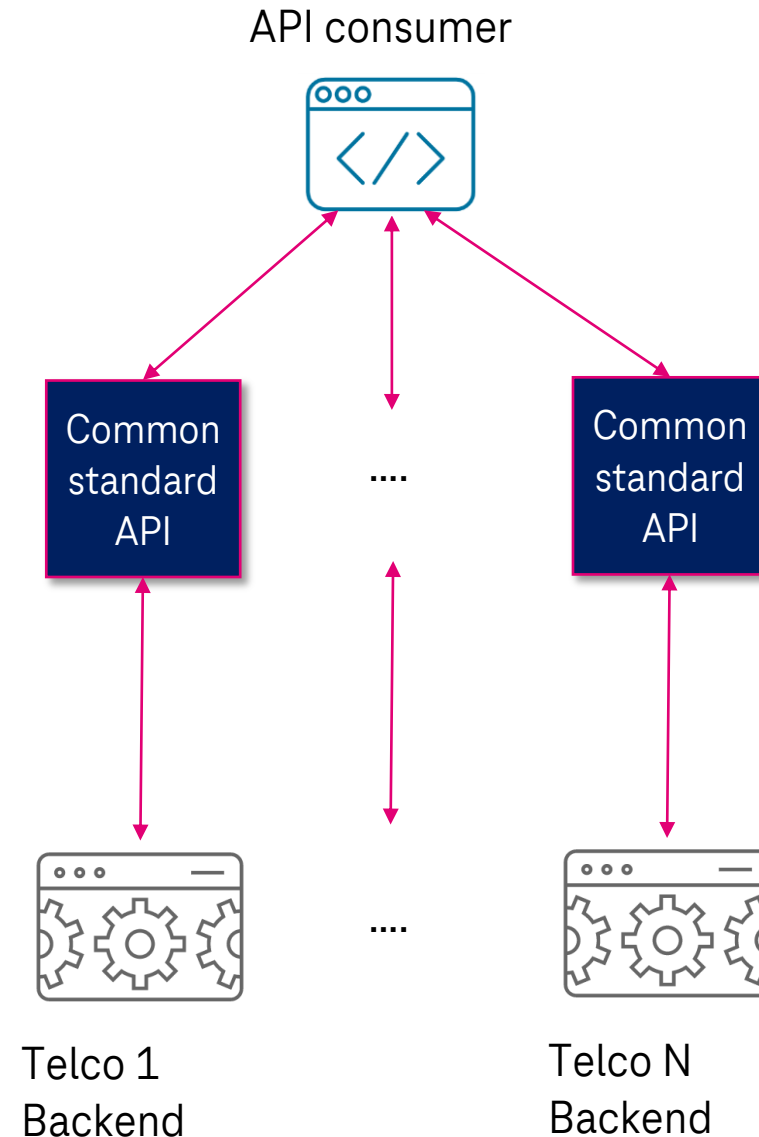 API consumer
</>
Common
standard
API
....
Common
standard
API
....
Telco 1
Backend
Telco N
Backend